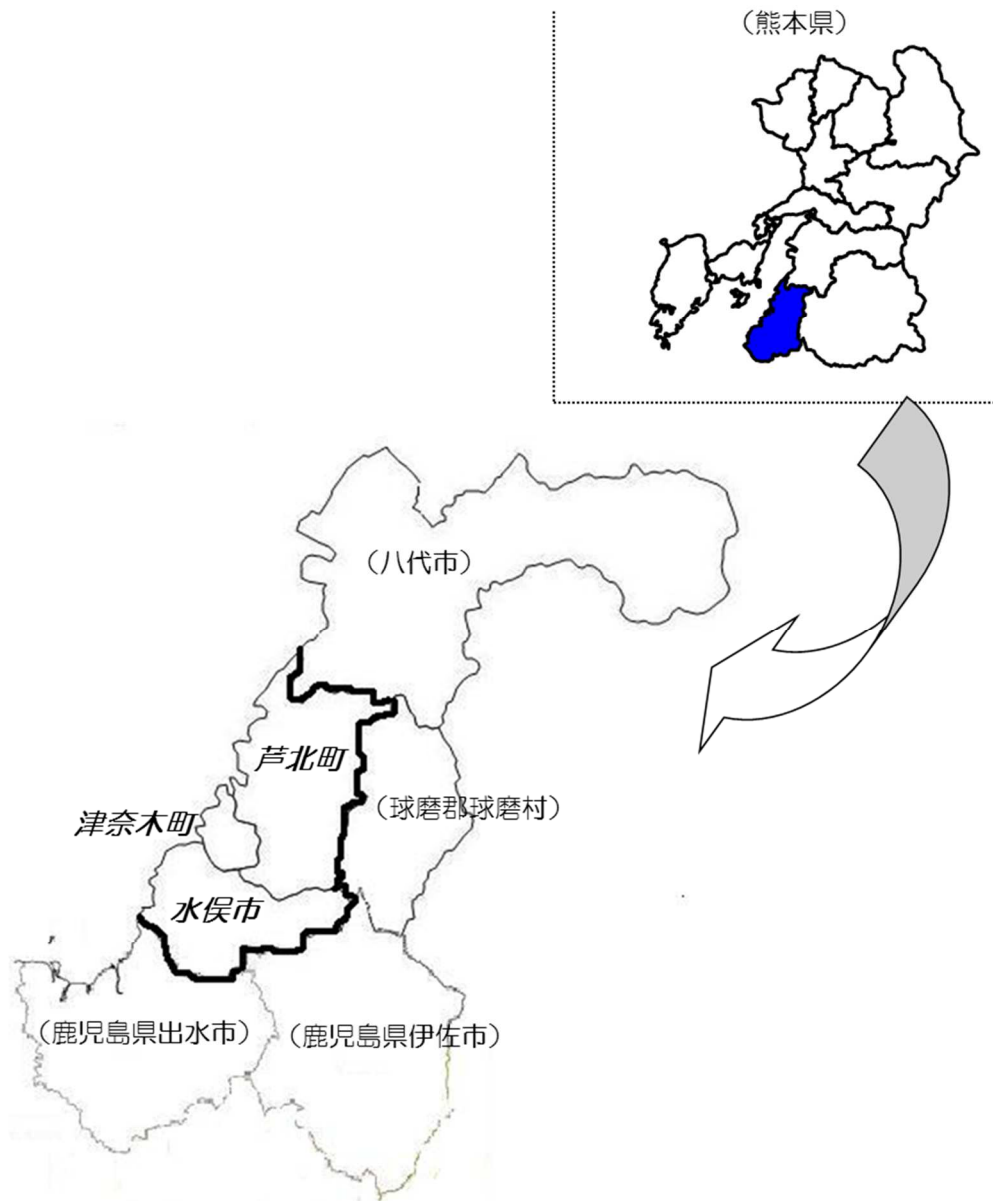 （熊本県）
（八代市）
芦北町
（球磨郡球磨村）
津奈木町
水俣市
（鹿児島県出水市）
（鹿児島県伊佐市）